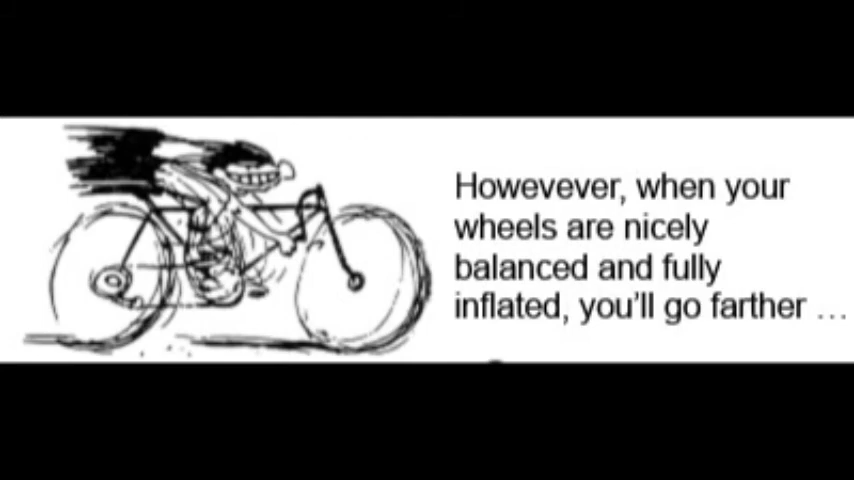 Howevever, when your
wheels are nicely
balanced and fully
inflated, you'll go farther ...